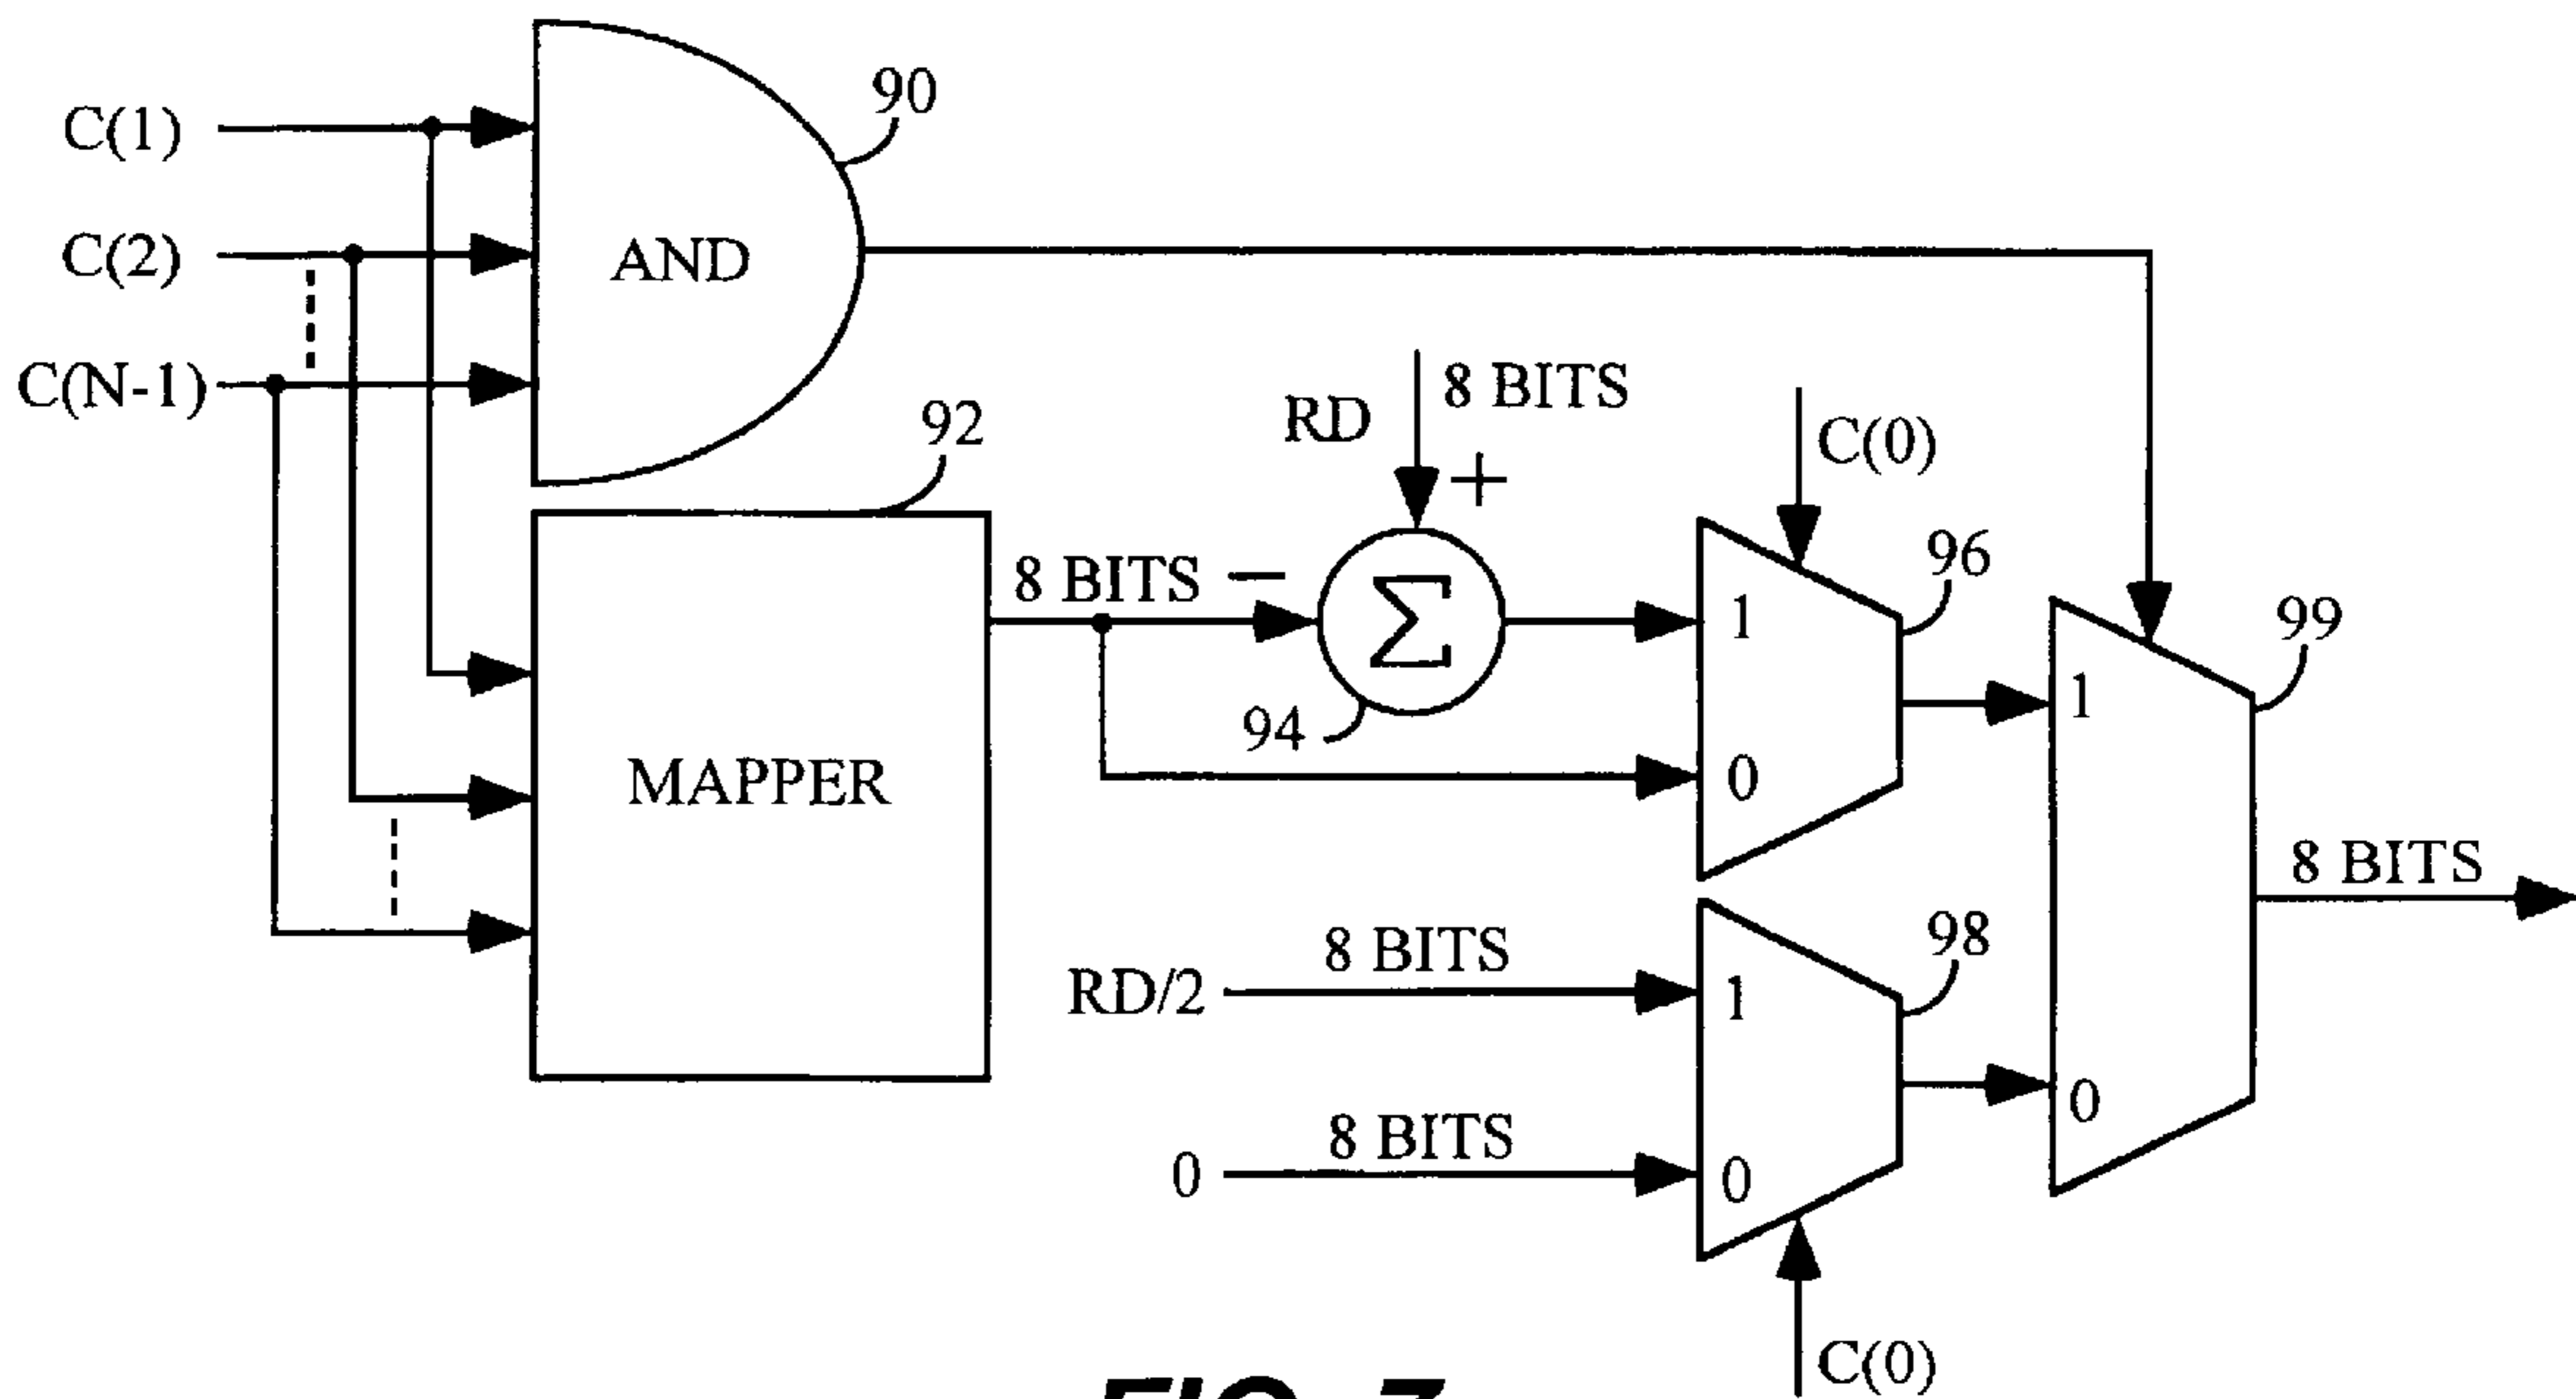 C(1)
C(2)
C(N-1)
AND
90
92
MAPPER
8 BITS
−
RD
8 BITS
+
Σ
94
C(0)
1
0
96
RD/2
8 BITS
0
8 BITS
1
0
98
C(0)
1
0
99
8 BITS